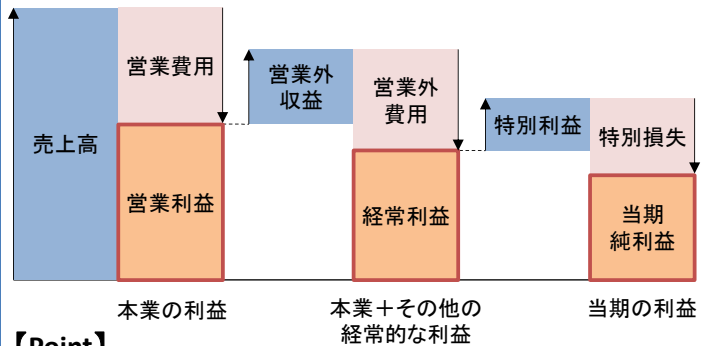 売上高
営業費用
営業利益
営業外
収益
営業外
費用
経常利益
特別利益
特別損失
当期
純利益
本業の利益
本業＋その他の
経常的な利益
当期の利益
【Point】